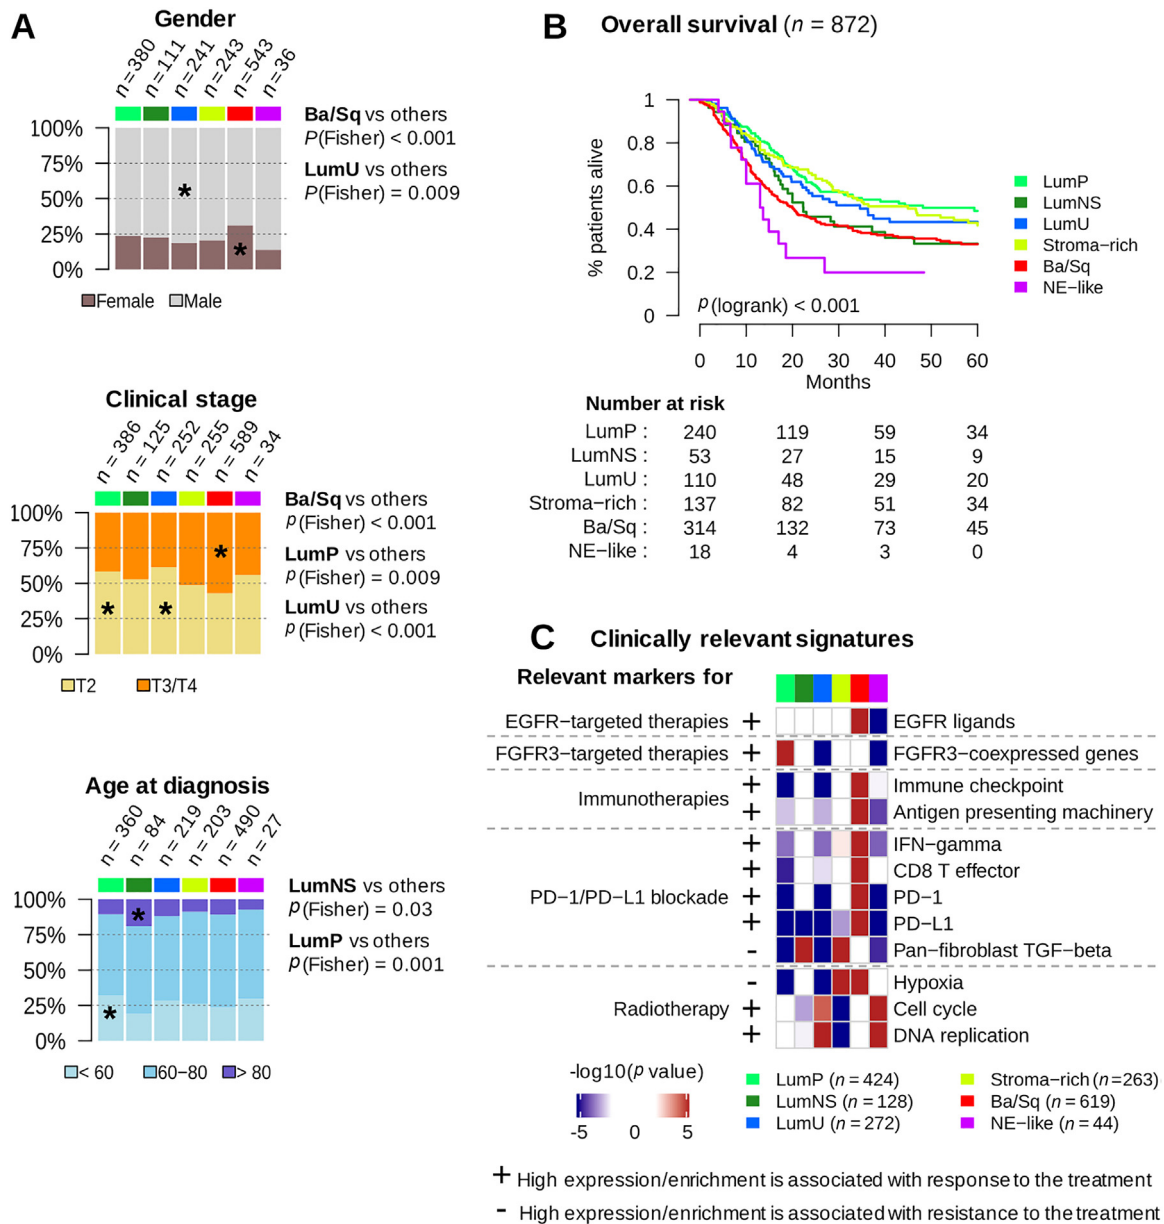 A
Gender
n=380
n=111
n=241
n=243
n=543
n=36
100%
75%
50%
25%
0%
*
*
Ba/Sq vs others
P(Fisher) < 0.001
LumU vs others
P(Fisher) = 0.009
Female Male
Clinical stage
n = 386
n = 125
n = 252
n = 255
n = 589
n = 34
100%
75%
50%
25%
0%
*
*
*
Ba/Sq vs others
p (Fisher) < 0.001
LumP vs others
p (Fisher) = 0.009
LumU vs others
p (Fisher) < 0.001
T2 T3/T4
Age at diagnosis
n= 360
n = 84
n = 219
n = 203
n = 490
n = 27
100%
75%
50%
25%
0%
*
*
LumNS vs others
p (Fisher) = 0.03
LumP vs others
p (Fisher) = 0.001
< 60 60−80 > 80
B
Overall survival (n = 872)
% patients alive
1
0.8
0.6
0.4
0.2
0
p (logrank) < 0.001
0 10 20 30 40 50 60
Months
LumP
LumNS
LumU
Stroma−rich
Ba/Sq
NE−like
Number at risk
LumP : 240 119 59 34
LumNS : 53 27 15 9
LumU : 110 48 29 20
Stroma−rich : 137 82 51 34
Ba/Sq : 314 132 73 45
NE−like : 18 4 3 0
C
Clinically relevant signatures
Relevant markers for
EGFR−targeted therapies + EGFR ligands
FGFR3−targeted therapies + FGFR3−coexpressed genes
Immunotherapies
+ Immune checkpoint
+ Antigen presenting machinery
PD−1/PD−L1 blockade
+ IFN−gamma
+ CD8 T effector
+ PD−1
+ PD−L1
- Pan−fibroblast TGF−beta
Radiotherapy
- Hypoxia
+ Cell cycle
+ DNA replication
-log10(p value)
-5 0 5
LumP (n = 424)
LumNS (n = 128)
LumU (n = 272)
Stroma−rich (n=263)
Ba/Sq (n = 619)
NE−like (n = 44)
+ High expression/enrichment is associated with response to the treatment
- High expression/enrichment is associated with resistance to the treatment